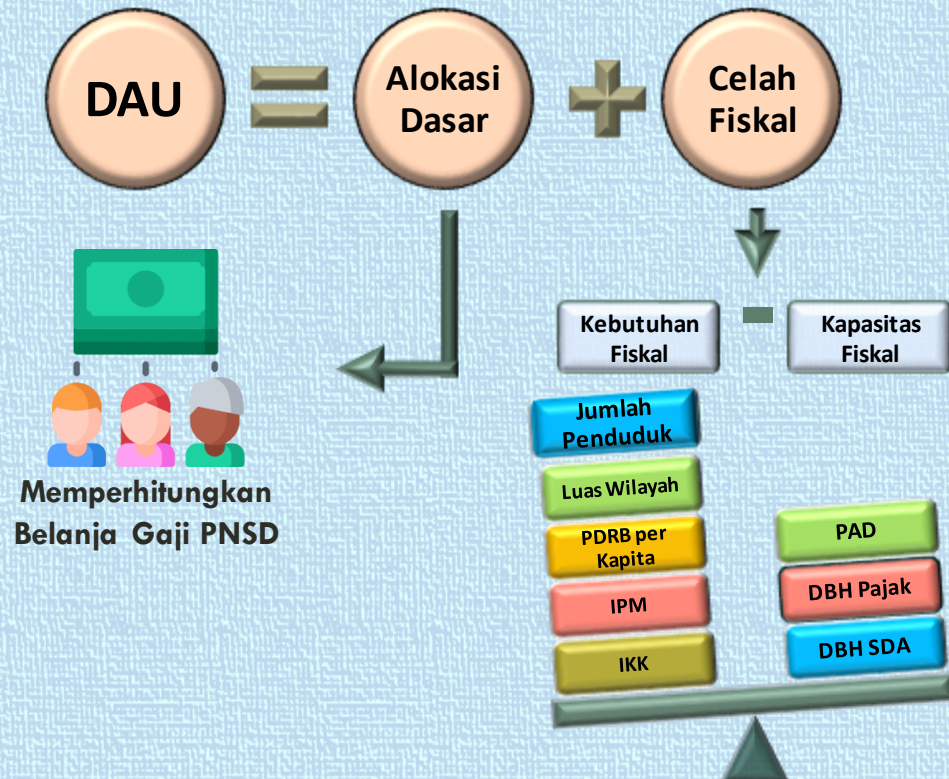 DAU
Alokasi
Dasar
Celah
Fiskal
Kebutuhan
Fiskal
Kapasitas
Fiskal
Jumlah
Penduduk
Luas Wilayah
PDRB per
Kapita
IPM
IKK
PAD
DBH Pajak
DBH SDA
Memperhitungkan
Belanja Gaji PNSD